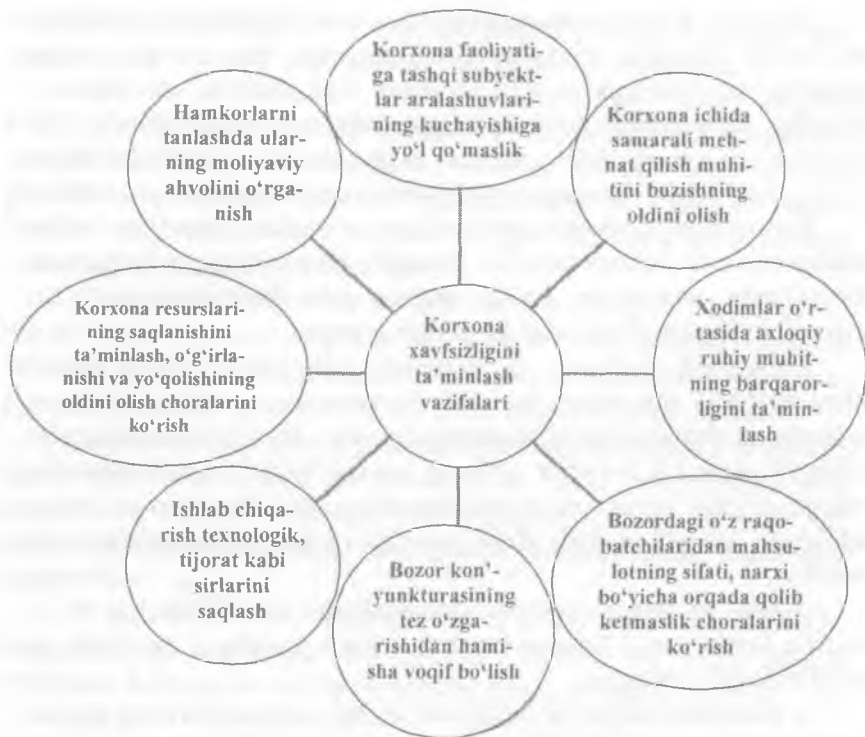 Korxona faoliyati-
ga tashqi subyekt-
lar aralashuvlari-
ning kuchayishiga
yo‘l qo‘maslik
Hamkorlarni
tanlashda ular-
ning moliyaviy
ahvolini o‘rga-
nish
Korxona ichida
samarali meh-
nat qilish muhi-
tini buzishning
oldini olish
Korxona resurslari-
ning saqlanishini
ta’minlash, o‘g‘irla-
nishi va yo‘qolishining
oldini olish choralarini
ko‘rish
Korxona
xavfsizligini
ta’minlash
vazifalari
Xodimlar o‘r-
tasida axloqiy
ruhiy muhit-
ning barqaror-
ligini ta’min-
lash
Ishlab chiqa-
rish texnologik,
tijorat kabi
sirlarini
saqlash
Bozor kon’-
yunkturasining
tez o‘zga-
rishidan hami-
sha voqif bo‘lish
Bozordagi o‘z raqo-
batchilaridan mahsu-
lotning sifati, narxi
bo‘yicha orqada qolib
ketmaslik choralarini
ko‘rish